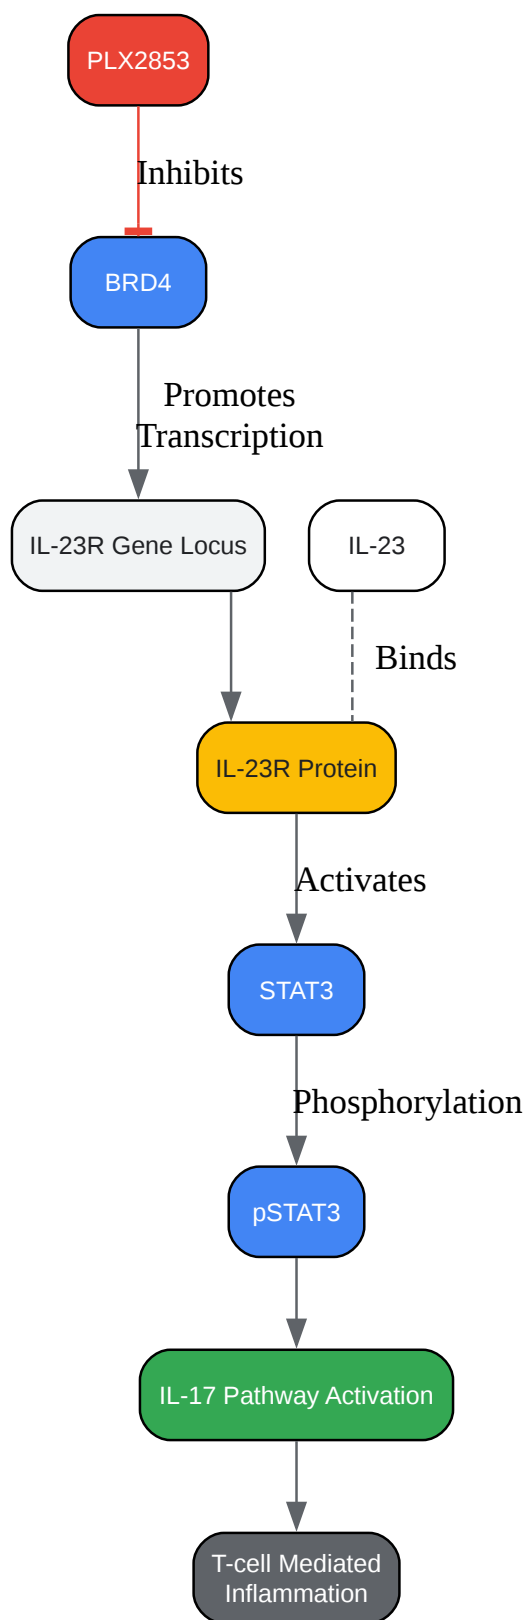 PLX2853
Inhibits
BRD4
Promotes
Transcription
IL-23R Gene Locus
IL-23
Binds
IL-23R Protein
Activates
STAT3
Phosphorylation
pSTAT3
IL-17 Pathway Activation
T-cell Mediated
Inflammation